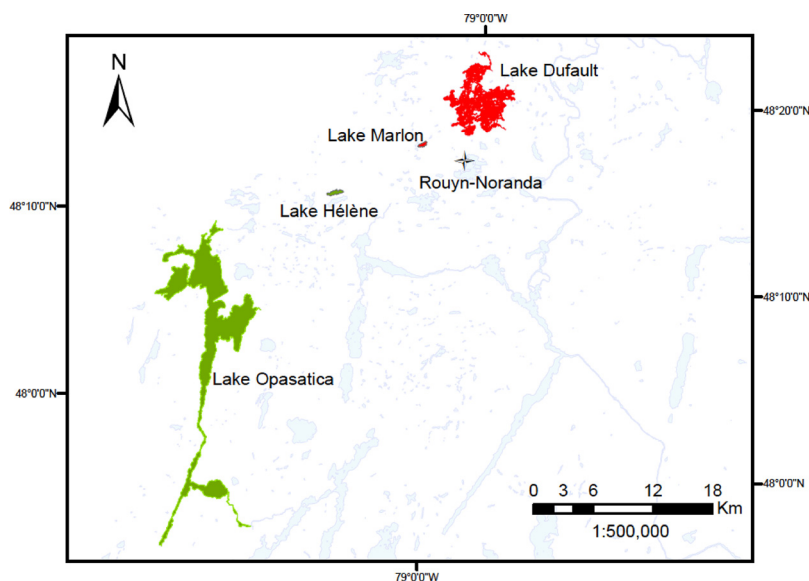 79°0'0"W
N
Lake Dufault
48°20'0"N
Lake Marlon
Rouyn-Noranda
48°10'0"N
Lake Hélène
48°10'0"N
Lake Opasatica
48°0'0"N
0 3 6 12 18
Km
1:500,000
48°0'0"N
79°0'0"W